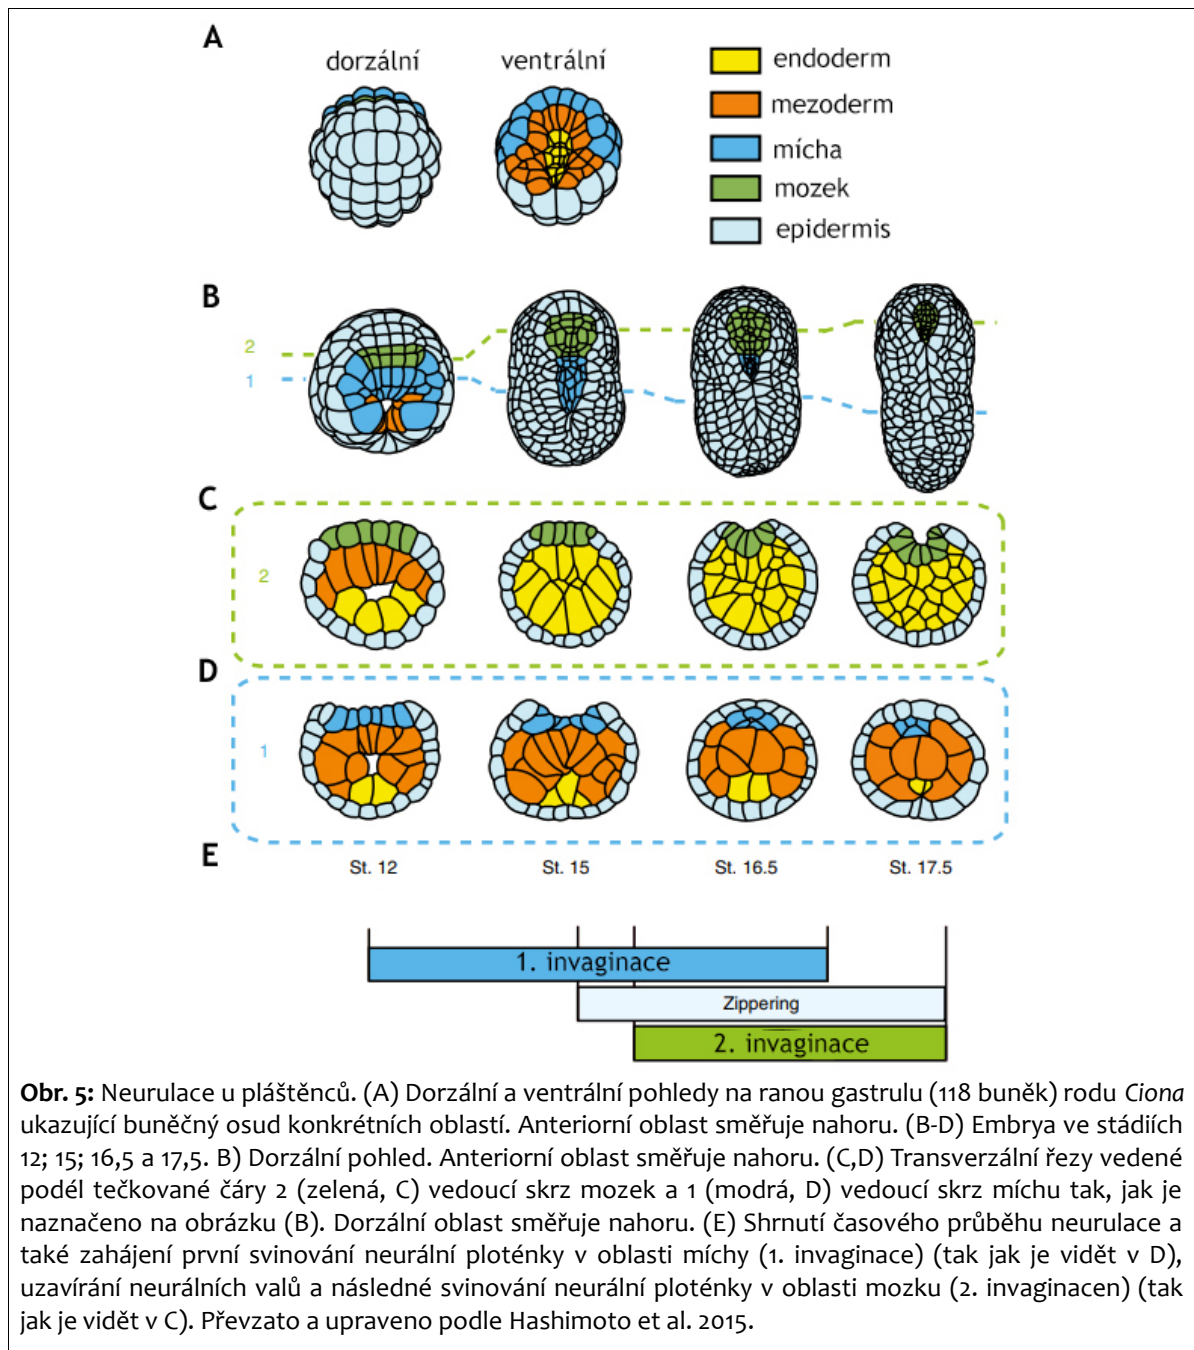 A
dorzální
ventrální
endoderm
mezoderm
mícha
mozek
epidermis
B
2
1
C
2
D
1
E
St. 12
St. 15
St. 16.5
St. 17.5
1. invaginace
Zippering
2. invaginace
Obr. 5: Neurulace u pláštěnců. (A) Dorzální a ventrální pohledy na ranou gastrulu (118 buněk) rodu Ciona
ukazující buněčný osud konkrétních oblastí. Anteriorní oblast směřuje nahoru. (B-D) Embrya ve stádiích
12; 15; 16,5 a 17,5. B) Dorzální pohled. Anteriorní oblast směřuje nahoru. (C,D) Transverzální řezy vedené
podél tečkované čáry 2 (zelená, C) vedoucí skrz mozek a 1 (modrá, D) vedoucí skrz míchu tak, jak je
naznačeno na obrázku (B). Dorzální oblast směřuje nahoru. (E) Shrnutí časového průběhu neurulace a
také zahájení první svinování neurální ploténky v oblasti míchy (1. invaginace) (tak jak je vidět v D),
uzavírání neurálních valů a následné svinování neurální ploténky v oblasti mozku (2. invaginacen) (tak
jak je vidět v C). Převzato a upraveno podle Hashimoto et al. 2015.